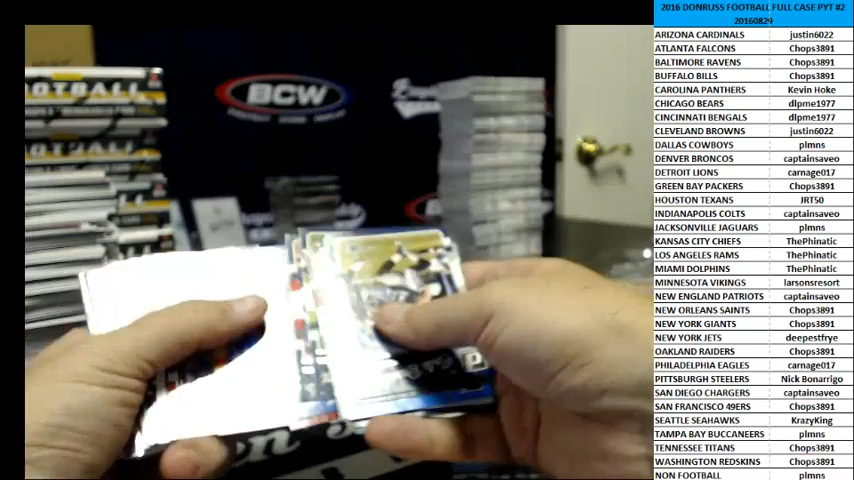 2016 DONRUSS FOOTBALL FULL CASE PYT #2
20160829
ARIZONA CARDINALS justin6022
ATLANTA FALCONS Chops3891
BALTIMORE RAVENS Chops3891
BUFFALO BILLS Chops3891
CAROLINA PANTHERS Kevin Hoke
CHICAGO BEARS dlpme1977
CINCINNATI BENGALS dlpme1977
CLEVELAND BROWNS justin6022
DALLAS COWBOYS plmns
DENVER BRONCOS captainsaveo
DETROIT LIONS carnage017
GREEN BAY PACKERS Chops3891
HOUSTON TEXANS JRT50
INDIANAPOLIS COLTS captainsaveo
JACKSONVILLE JAGUARS plmns
KANSAS CITY CHIEFS ThePhinatic
LOS ANGELES RAMS ThePhinatic
MIAMI DOLPHINS ThePhinatic
MINNESOTA VIKINGS larsonsresort
NEW ENGLAND PATRIOTS captainsaveo
NEW ORLEANS SAINTS Chops3891
NEW YORK GIANTS Chops3891
NEW YORK JETS deepestfrye
OAKLAND RAIDERS Chops3891
PHILADELPHIA EAGLES carnage017
PITTSBURGH STEELERS Nick Bonarrigo
SAN DIEGO CHARGERS captainsaveo
SAN FRANCISCO 49ERS Chops3891
SEATTLE SEAHAWKS KrazyKing
TAMPA BAY BUCCANEERS plmns
TENNESSEE TITANS Chops3891
WASHINGTON REDSKINS Chops3891
NON FOOTBALL plmns
BCW